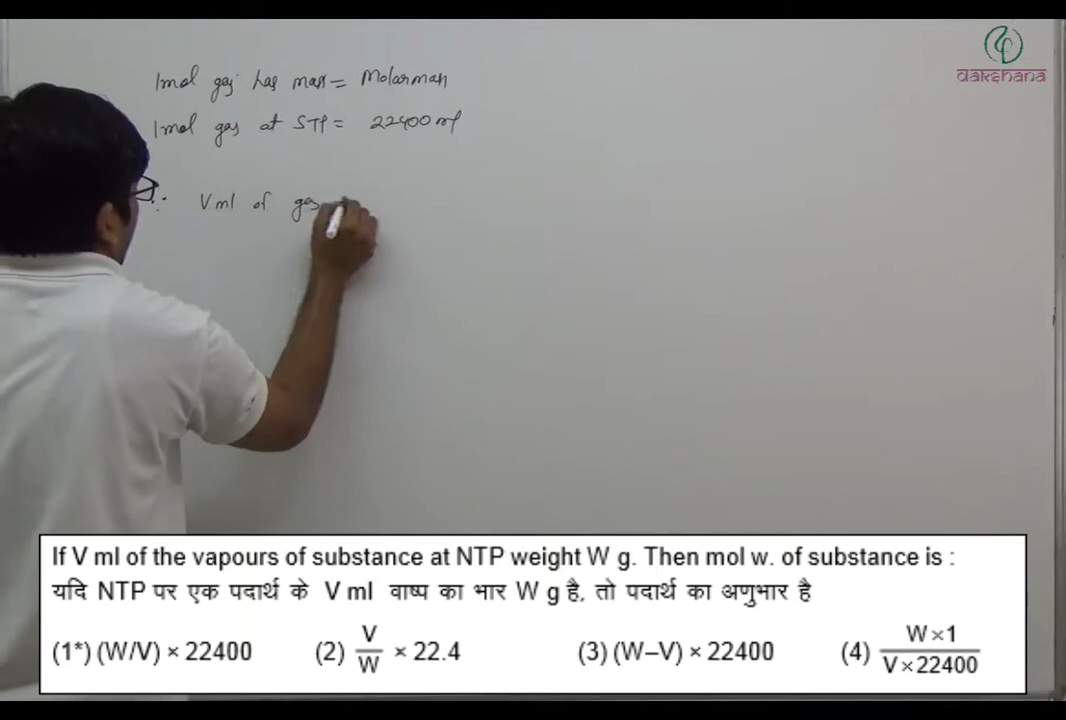 dakshana
1mol gas has mass = Molarmass
1mol gas at STP = 22400 ml
∴ V ml of gas
If V ml of the vapours of substance at NTP weight W g. Then mol w. of substance is :
यदि NTP पर एक पदार्थ के V ml वाष्प का भार W g है, तो पदार्थ का अणुभार है
(1*) (W/V) × 22400 (2) V/W × 22.4 (3) (W–V) × 22400 (4) W×1/V×22400